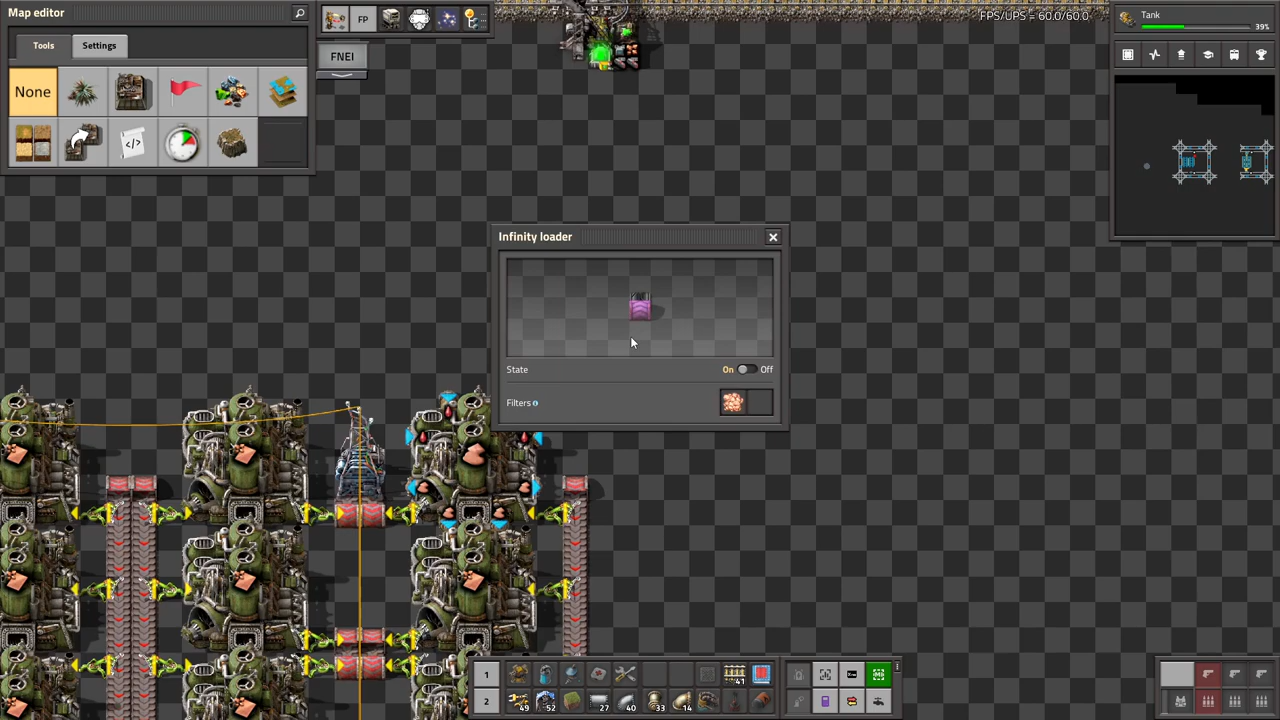 Map editor
FP
FPS/UPS = 60.0/60.0
Tank
39%
Tools
Settings
FNEI
None
</>
Infinity loader
State
On
Off
Filters
1
41
2
49
52
27
40
33
14